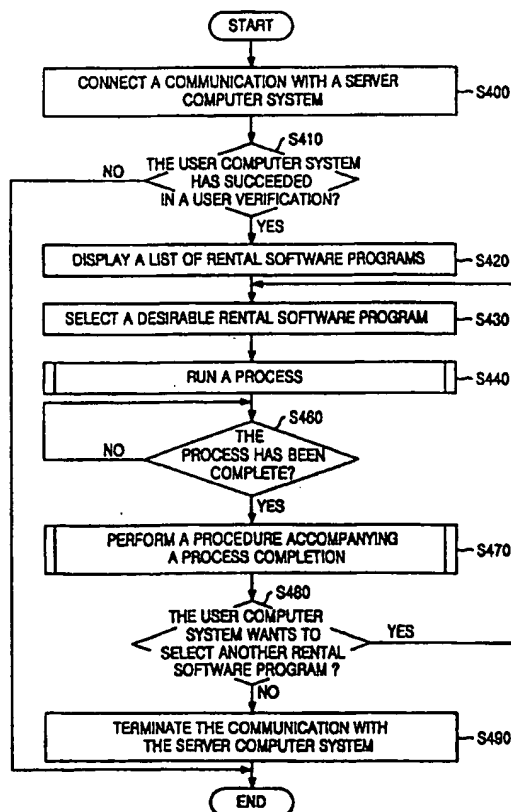 START
CONNECT A COMMUNICATION WITH A SERVER
COMPUTER SYSTEM
S400
S410
THE USER COMPUTER SYSTEM
HAS SUCCEEDED
IN A USER VERIFICATION?
NO
YES
DISPLAY A LIST OF RENTAL SOFTWARE PROGRAMS
S420
SELECT A DESIRABLE RENTAL SOFTWARE PROGRAM
S430
RUN A PROCESS
S440
S460
THE
PROCESS HAS BEEN
COMPLETE?
NO
YES
PERFORM A PROCEDURE ACCOMPANYING
A PROCESS COMPLETION
S470
S480
THE USER COMPUTER
SYSTEM WANTS TO
SELECT ANOTHER RENTAL
SOFTWARE PROGRAM ?
YES
NO
TERMINATE THE COMMUNICATION WITH
THE SERVER COMPUTER SYSTEM
S490
END